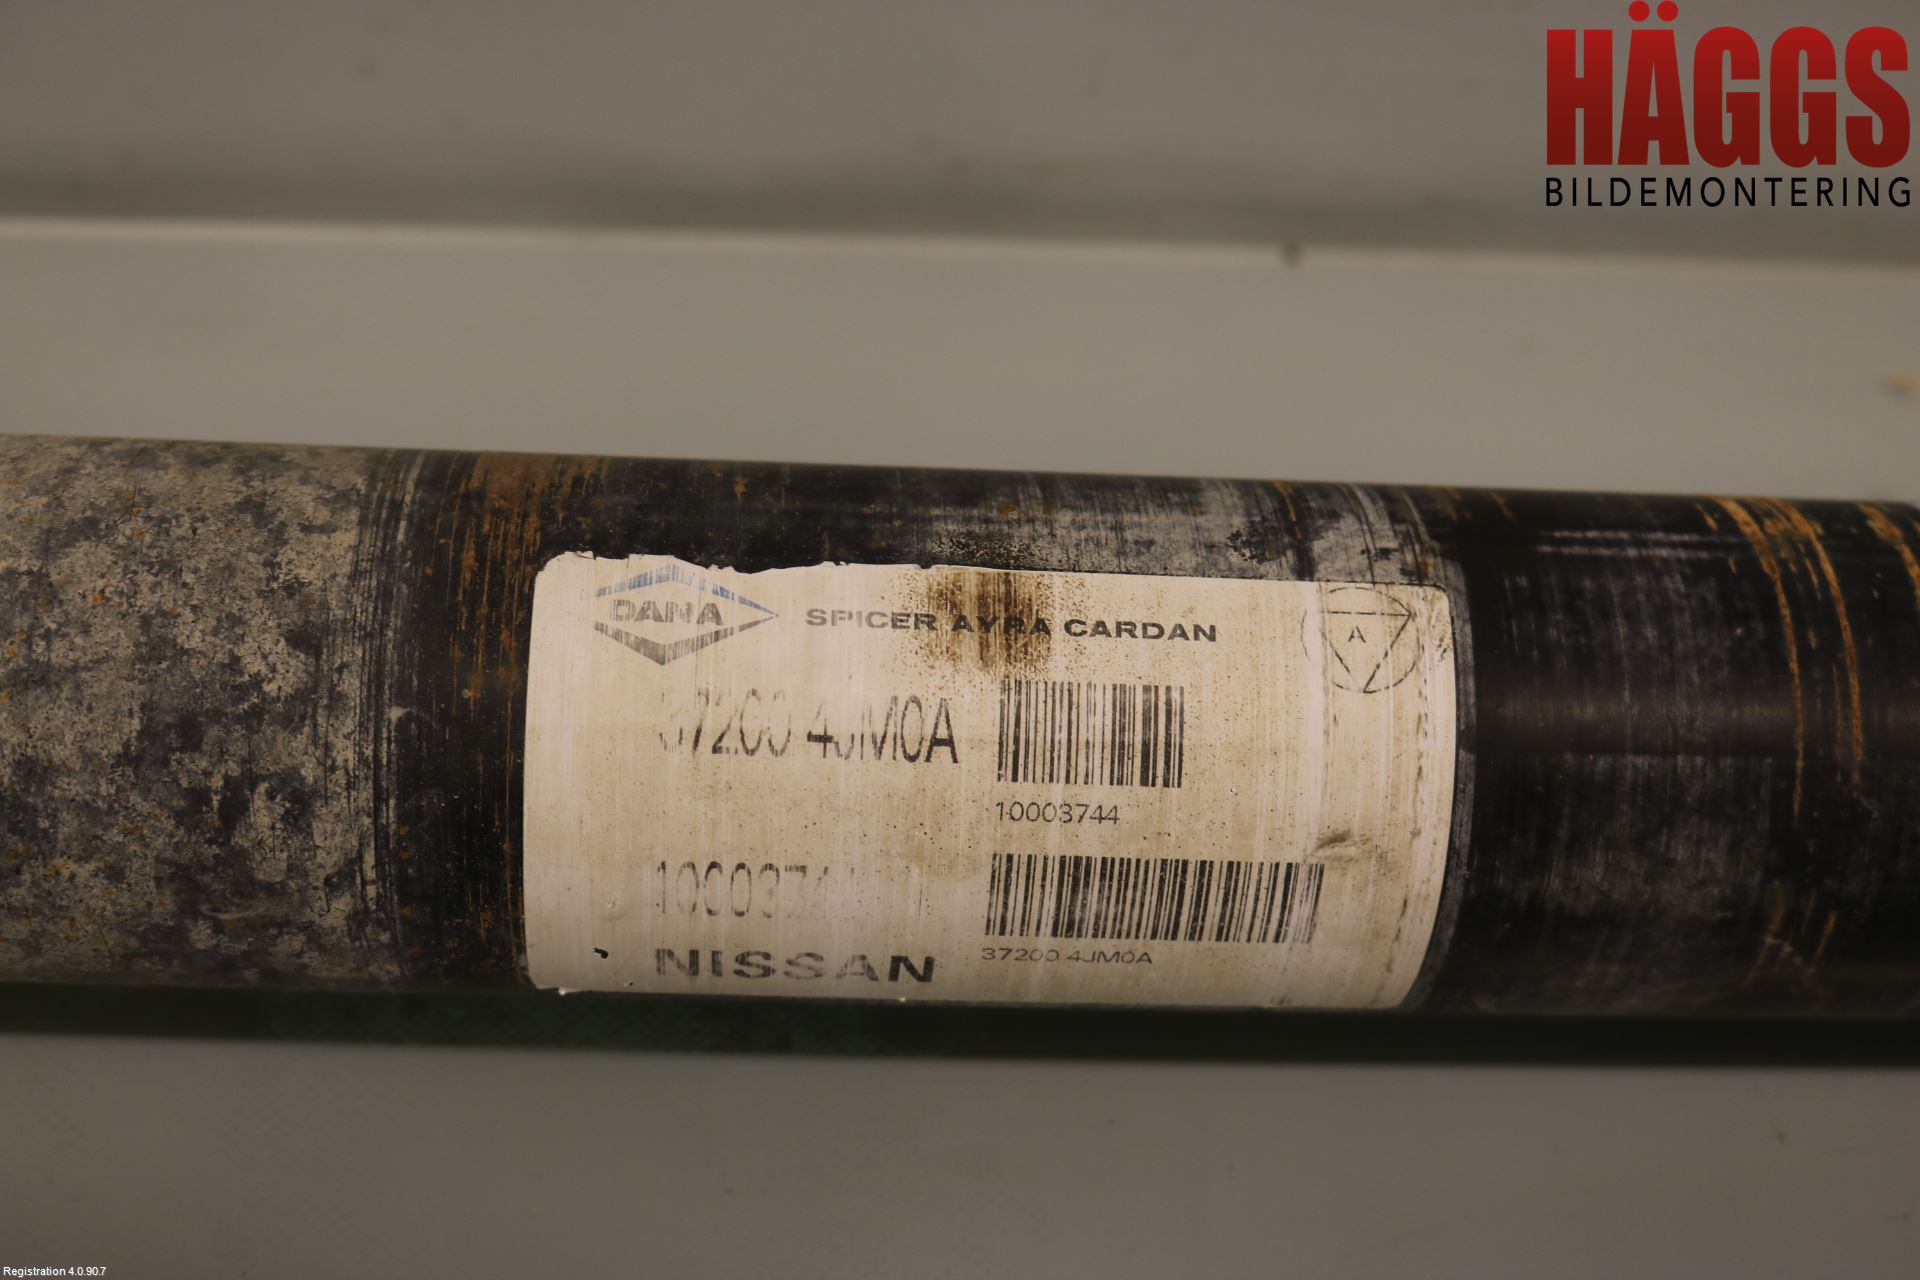 HÄGGS
BILDEMONTERING
DANA
SPICER AYRA CARDAN
A
37200 4JM0A
10003744
NISSAN
37200 4JM0A
Registration 4.0.90.7